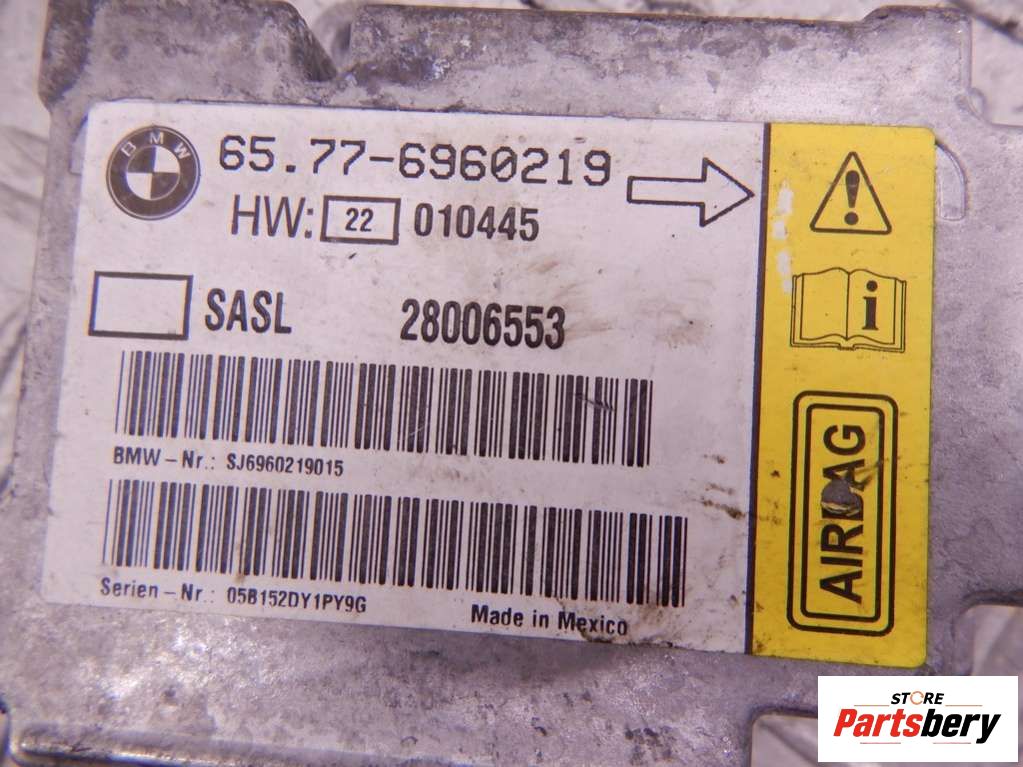 BMW
65.77-6960219
HW: 22 010445
SASL 28006553
BMW-Nr.: SJ6960219015
Serien-Nr.: 05B152DY1PY9G
Made in Mexico
i
AIRBAG
STORE
Partsbery